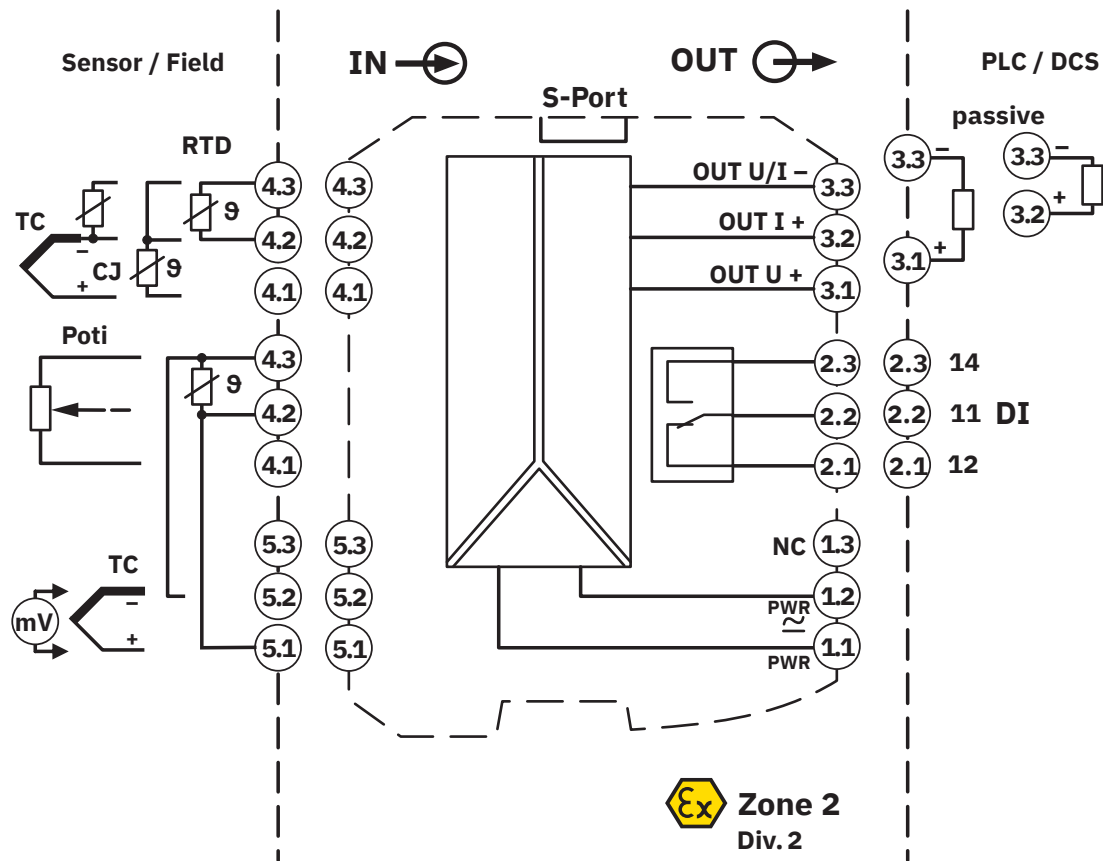 Sensor / Field
IN
OUT
PLC / DCS
S-Port
passive
RTD
4.3
4.3
OUT U/I –
3.3
3.3 –
3.3 –
TC
–
ϑ
4.2
4.2
OUT I +
3.2
3.2 +
+
CJ
ϑ
4.1
4.1
OUT U +
3.1
3.1 +
Poti
4.3
ϑ
2.3
2.3
14
4.2
2.2
2.2
11
DI
4.1
2.1
2.1
12
5.3
5.3
NC
1.3
TC
–
5.2
5.2
PWR
1.2
mV
+
5.1
5.1
PWR
1.1
Ex
Zone 2
Div. 2